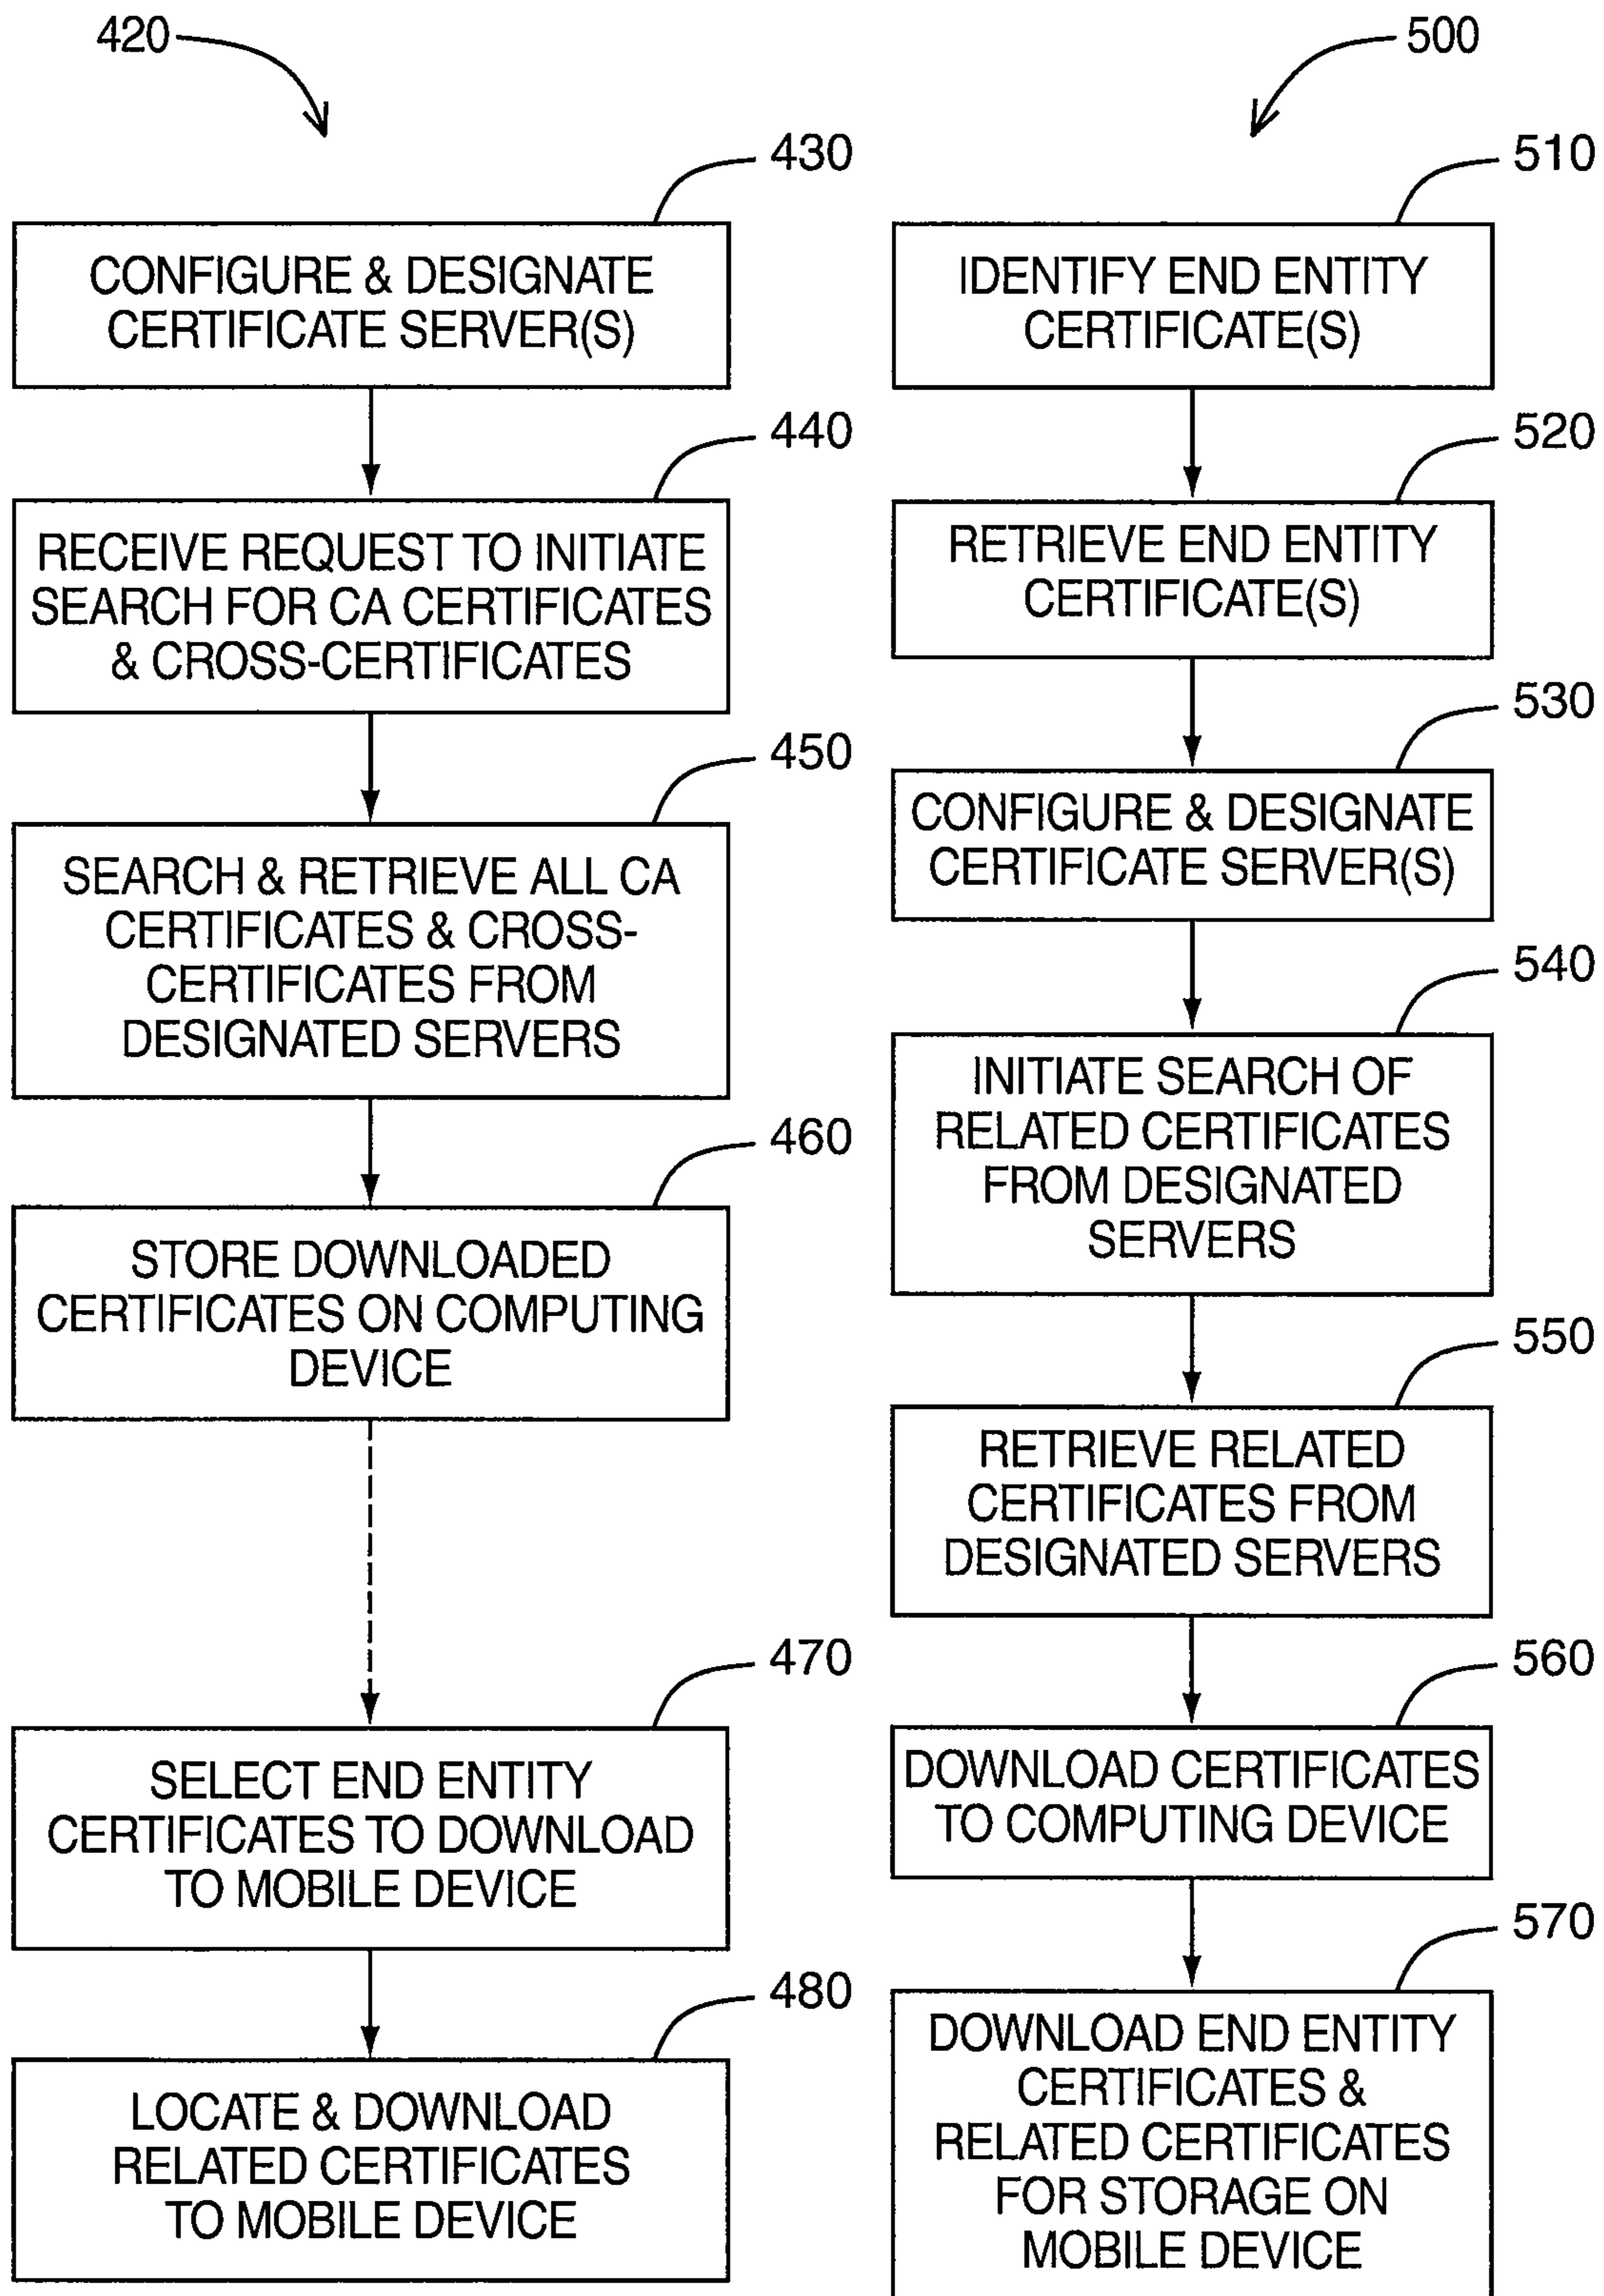 420
430
CONFIGURE & DESIGNATE
CERTIFICATE SERVER(S)
440
RECEIVE REQUEST TO INITIATE
SEARCH FOR CA CERTIFICATES
& CROSS-CERTIFICATES
450
SEARCH & RETRIEVE ALL CA
CERTIFICATES & CROSS-
CERTIFICATES FROM
DESIGNATED SERVERS
460
STORE DOWNLOADED
CERTIFICATES ON COMPUTING
DEVICE
470
SELECT END ENTITY
CERTIFICATES TO DOWNLOAD
TO MOBILE DEVICE
480
LOCATE & DOWNLOAD
RELATED CERTIFICATES
TO MOBILE DEVICE
500
510
IDENTIFY END ENTITY
CERTIFICATE(S)
520
RETRIEVE END ENTITY
CERTIFICATE(S)
530
CONFIGURE & DESIGNATE
CERTIFICATE SERVER(S)
540
INITIATE SEARCH OF
RELATED CERTIFICATES
FROM DESIGNATED
SERVERS
550
RETRIEVE RELATED
CERTIFICATES FROM
DESIGNATED SERVERS
560
DOWNLOAD CERTIFICATES
TO COMPUTING DEVICE
570
DOWNLOAD END ENTITY
CERTIFICATES &
RELATED CERTIFICATES
FOR STORAGE ON
MOBILE DEVICE